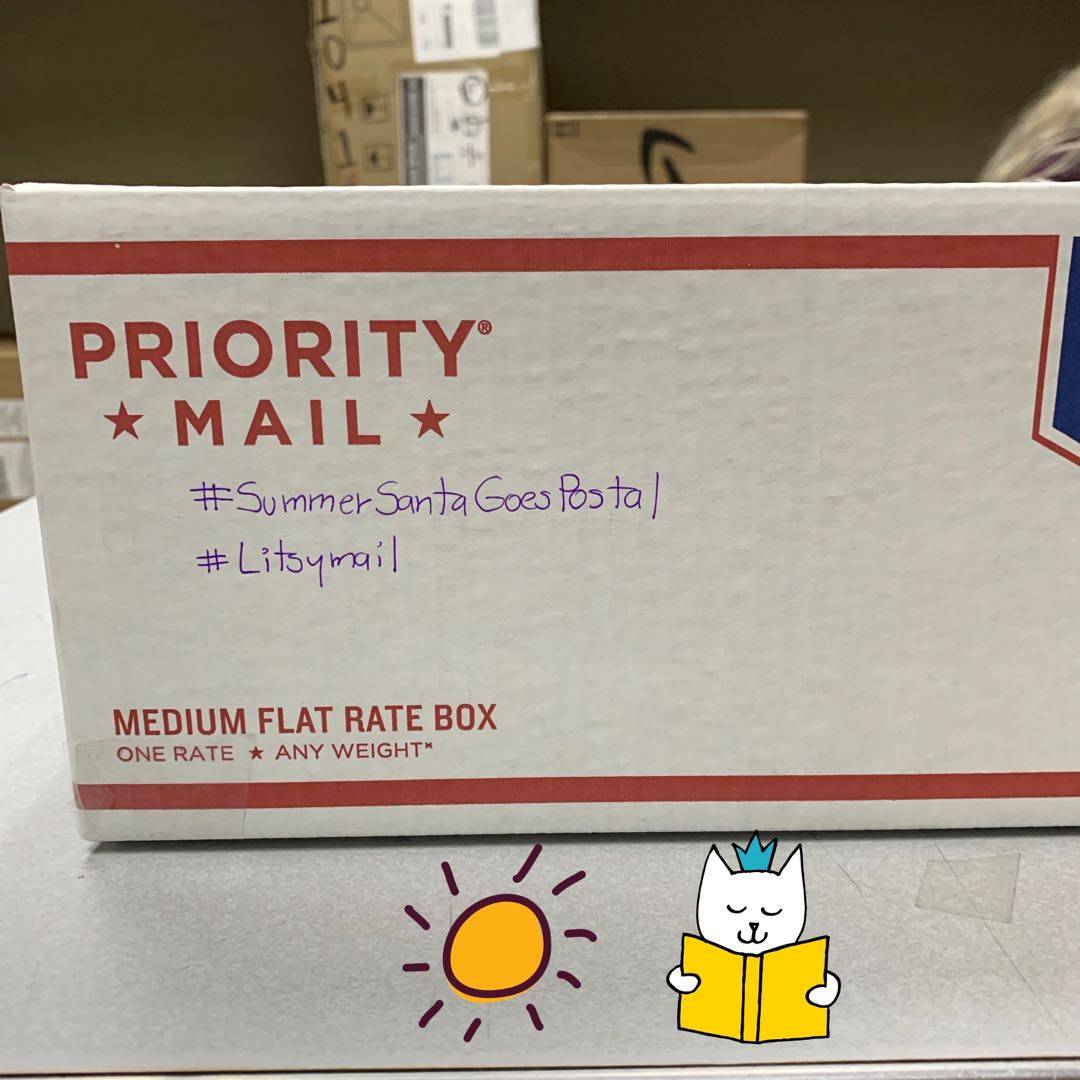 PRIORITY®
★ MAIL ★
#SummerSantaGoesPostal
#Litsymail
MEDIUM FLAT RATE BOX
ONE RATE ★ ANY WEIGHT*